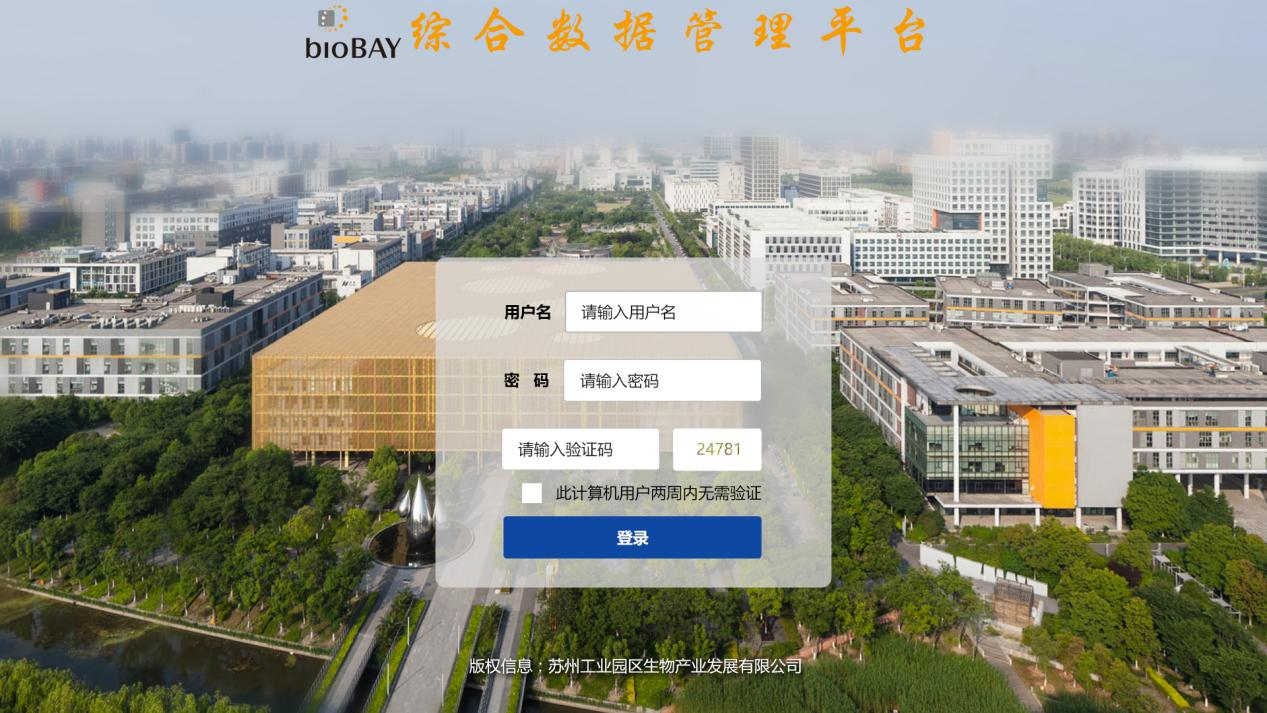 bioBAY 综合数据管理平台
用户名 请输入用户名
密 码 请输入密码
请输入验证码 24781
此计算机用户两周内无需验证
登录
版权信息：苏州工业园区生物产业发展有限公司